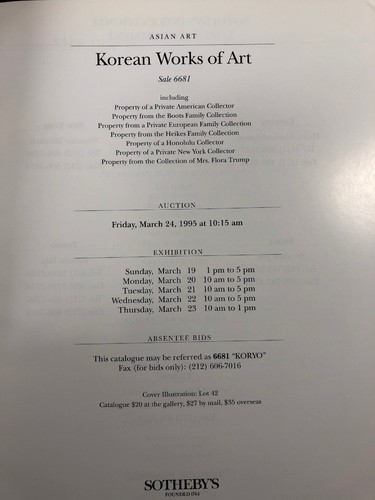 ASIAN ART
Korean Works of Art
Sale 6681
including
Property of a Private American Collector
Property from the Boots Family Collection
Property from a Private European Family Collection
Property from the Heikes Family Collection
Property of a Honolulu Collector
Property of a Private New York Collector
Property from the Collection of Mrs. Flora Trump
AUCTION
Friday, March 24, 1995 at 10:15 am
EXHIBITION
Sunday, March 19 1 pm to 5 pm
Monday, March 20 10 am to 5 pm
Tuesday, March 21 10 am to 5 pm
Wednesday, March 22 10 am to 5 pm
Thursday, March 23 10 am to 1 pm
ABSENTEE BIDS
This catalogue may be referred as 6681 "KORYO"
Fax (for bids only): (212) 606-7016
Cover Illustration: Lot 42
Catalogue $20 at the gallery, $27 by mail, $35 overseas
SOTHEBY'S
FOUNDED 1744